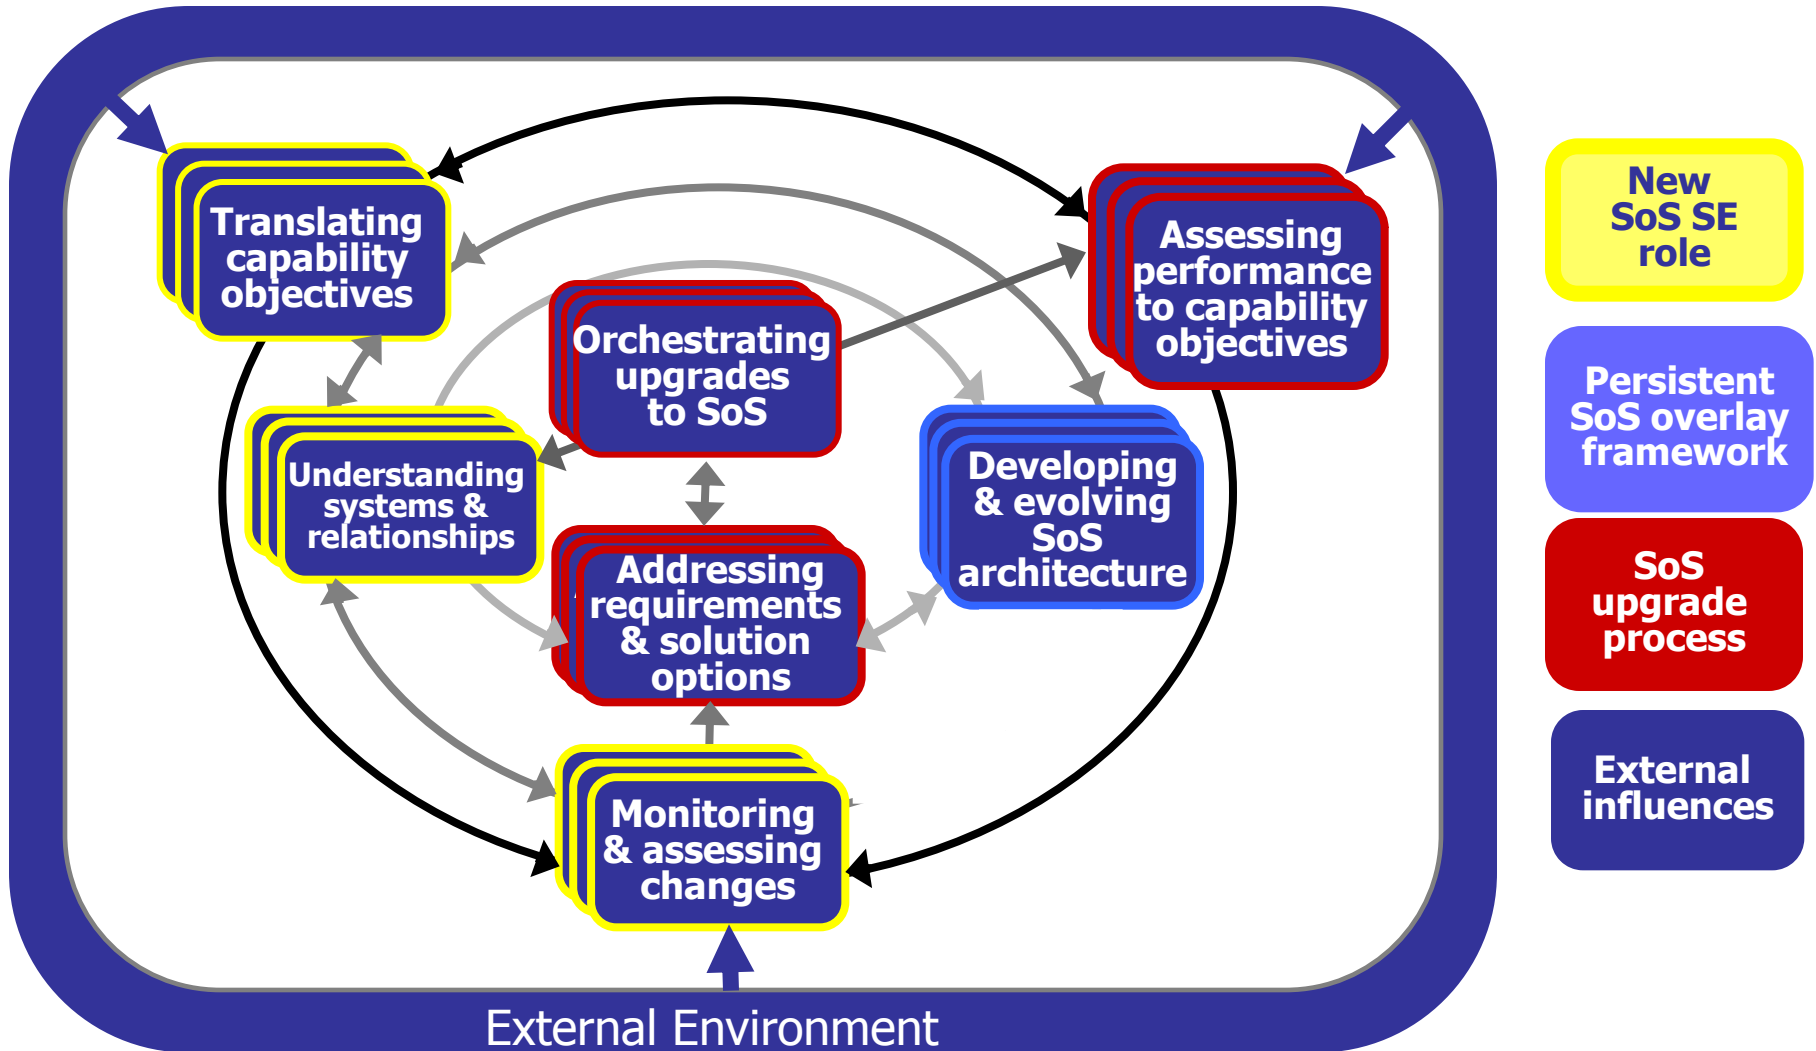 Translating
capability
objectives
Assessing
performance
to capability
objectives
Orchestrating
upgrades
to SoS
Understanding
systems &
relationships
Developing
& evolving
SoS
architecture
Addressing
requirements
& solution
options
Monitoring
& assessing
changes
External Environment
New
SoS SE
role
Persistent
SoS overlay
framework
SoS
upgrade
process
External
influences